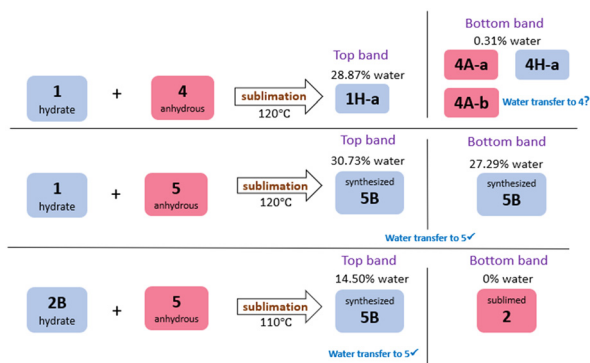 Bottom band
0.31% water
Top band
28.87% water
4A-a
4H-a
1
hydrate
+
4
anhydrous
sublimation
120°C
1H-a
4A-b
Water transfer to 4?
Top band
30.73% water
Bottom band
27.29% water
1
hydrate
+
5
anhydrous
sublimation
120°C
synthesized
5B
synthesized
5B
Water transfer to 5✓
Top band
14.50% water
Bottom band
0% water
2B
hydrate
+
5
anhydrous
sublimation
110°C
synthesized
5B
sublimed
2
Water transfer to 5✓